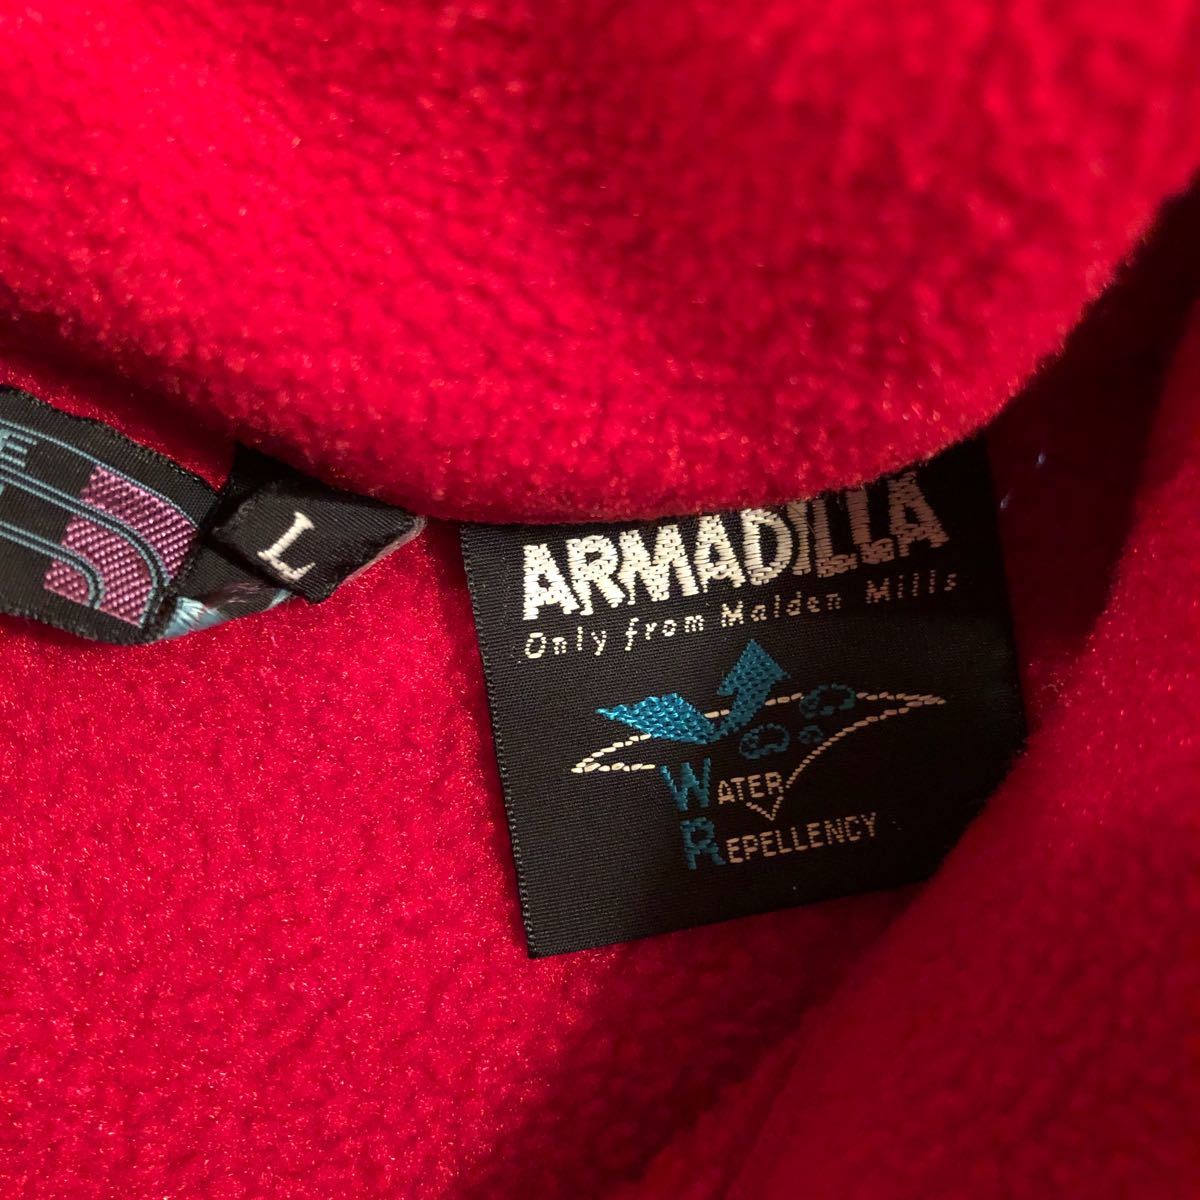 L
ARMADILLA
Only from Malden Mills
WATER
REPELLENCY